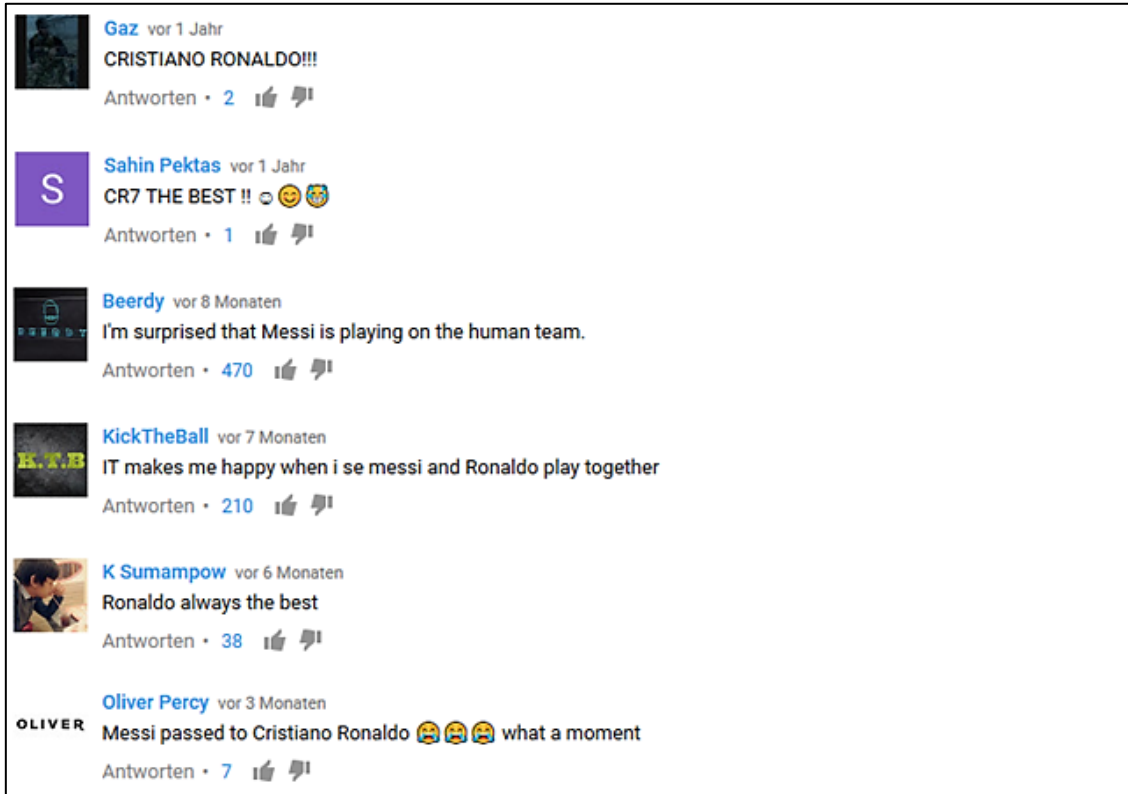 Gaz vor 1 Jahr
CRISTIANO RONALDO!!!
Antworten • 2
S
Sahin Pektas vor 1 Jahr
CR7 THE BEST !! ☺😊😹
Antworten • 1
Beerdy vor 8 Monaten
I'm surprised that Messi is playing on the human team.
Antworten • 470
K.T.B
KickTheBall vor 7 Monaten
IT makes me happy when i se messi and Ronaldo play together
Antworten • 210
K Sumampow vor 6 Monaten
Ronaldo always the best
Antworten • 38
OLIVER
Oliver Percy vor 3 Monaten
Messi passed to Cristiano Ronaldo 😭😭😭 what a moment
Antworten • 7